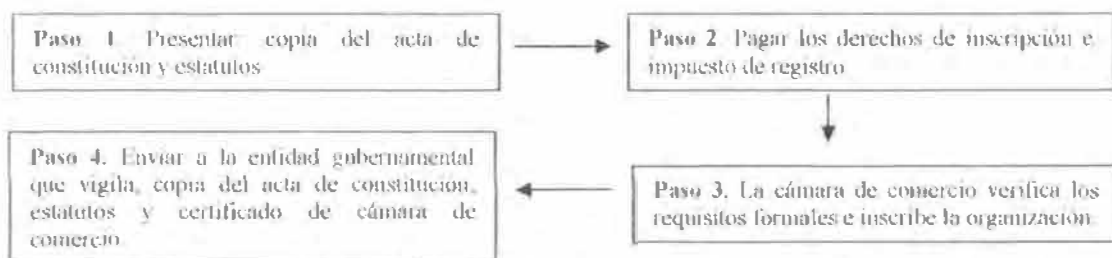 Paso 1. Presentar copia del acta de
constitución y estatutos
Paso 2. Pagar los derechos de inscripción e
impuesto de registro
Paso 3. La cámara de comercio verifica los
requisitos formales e inscribe la organización.
Paso 4. Enviar a la entidad gubernamental
que vigila, copia del acta de constitución,
estatutos y certificado de cámara de
comercio